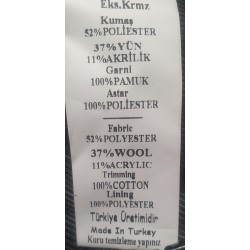 Eks.Krmz
Kumaş
52%POLİESTER
37%YÜN
11%AKRİLİK
Garni
100%PAMUK
Astar
100%POLİESTER
Fabric
52%POLYESTER
37%WOOL
11%ACRYLIC
Trimming
100%COTTON
Lining
100%POLYESTER
Türkiye Üretimidir
Made In Turkey
Kuru temizleme yapınız